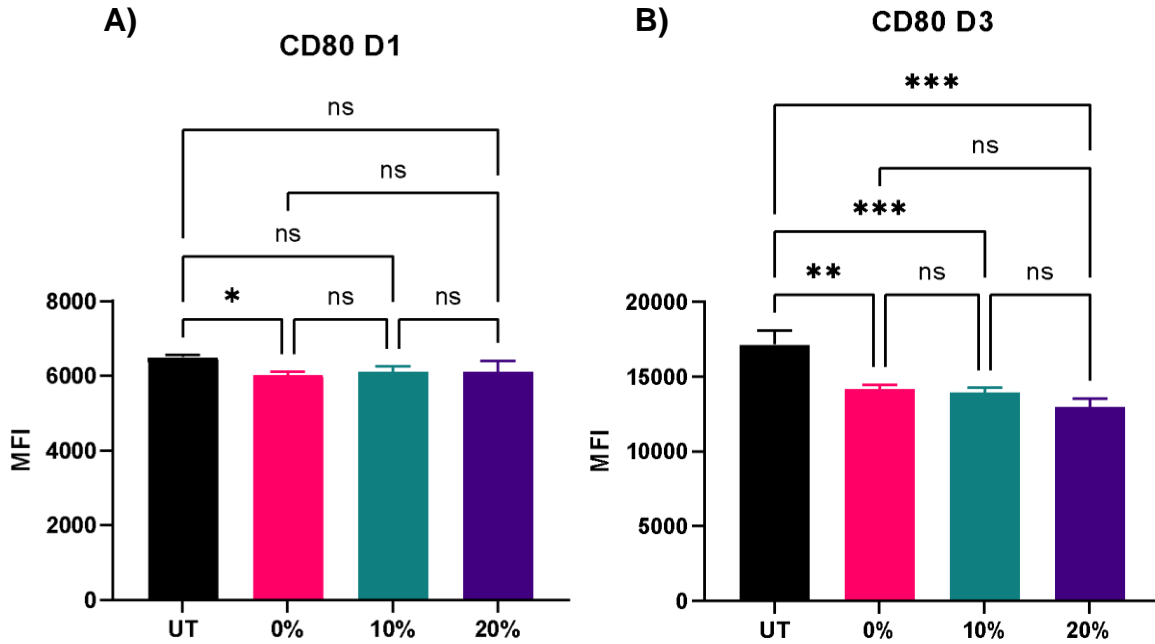 A)
CD80 D1
ns
ns
ns
*
ns
ns
8000
6000
4000
2000
0
MFI
UT
0%
10%
20%
B)
CD80 D3
***
ns
***
**
ns
ns
20000
15000
10000
5000
0
MFI
UT
0%
10%
20%